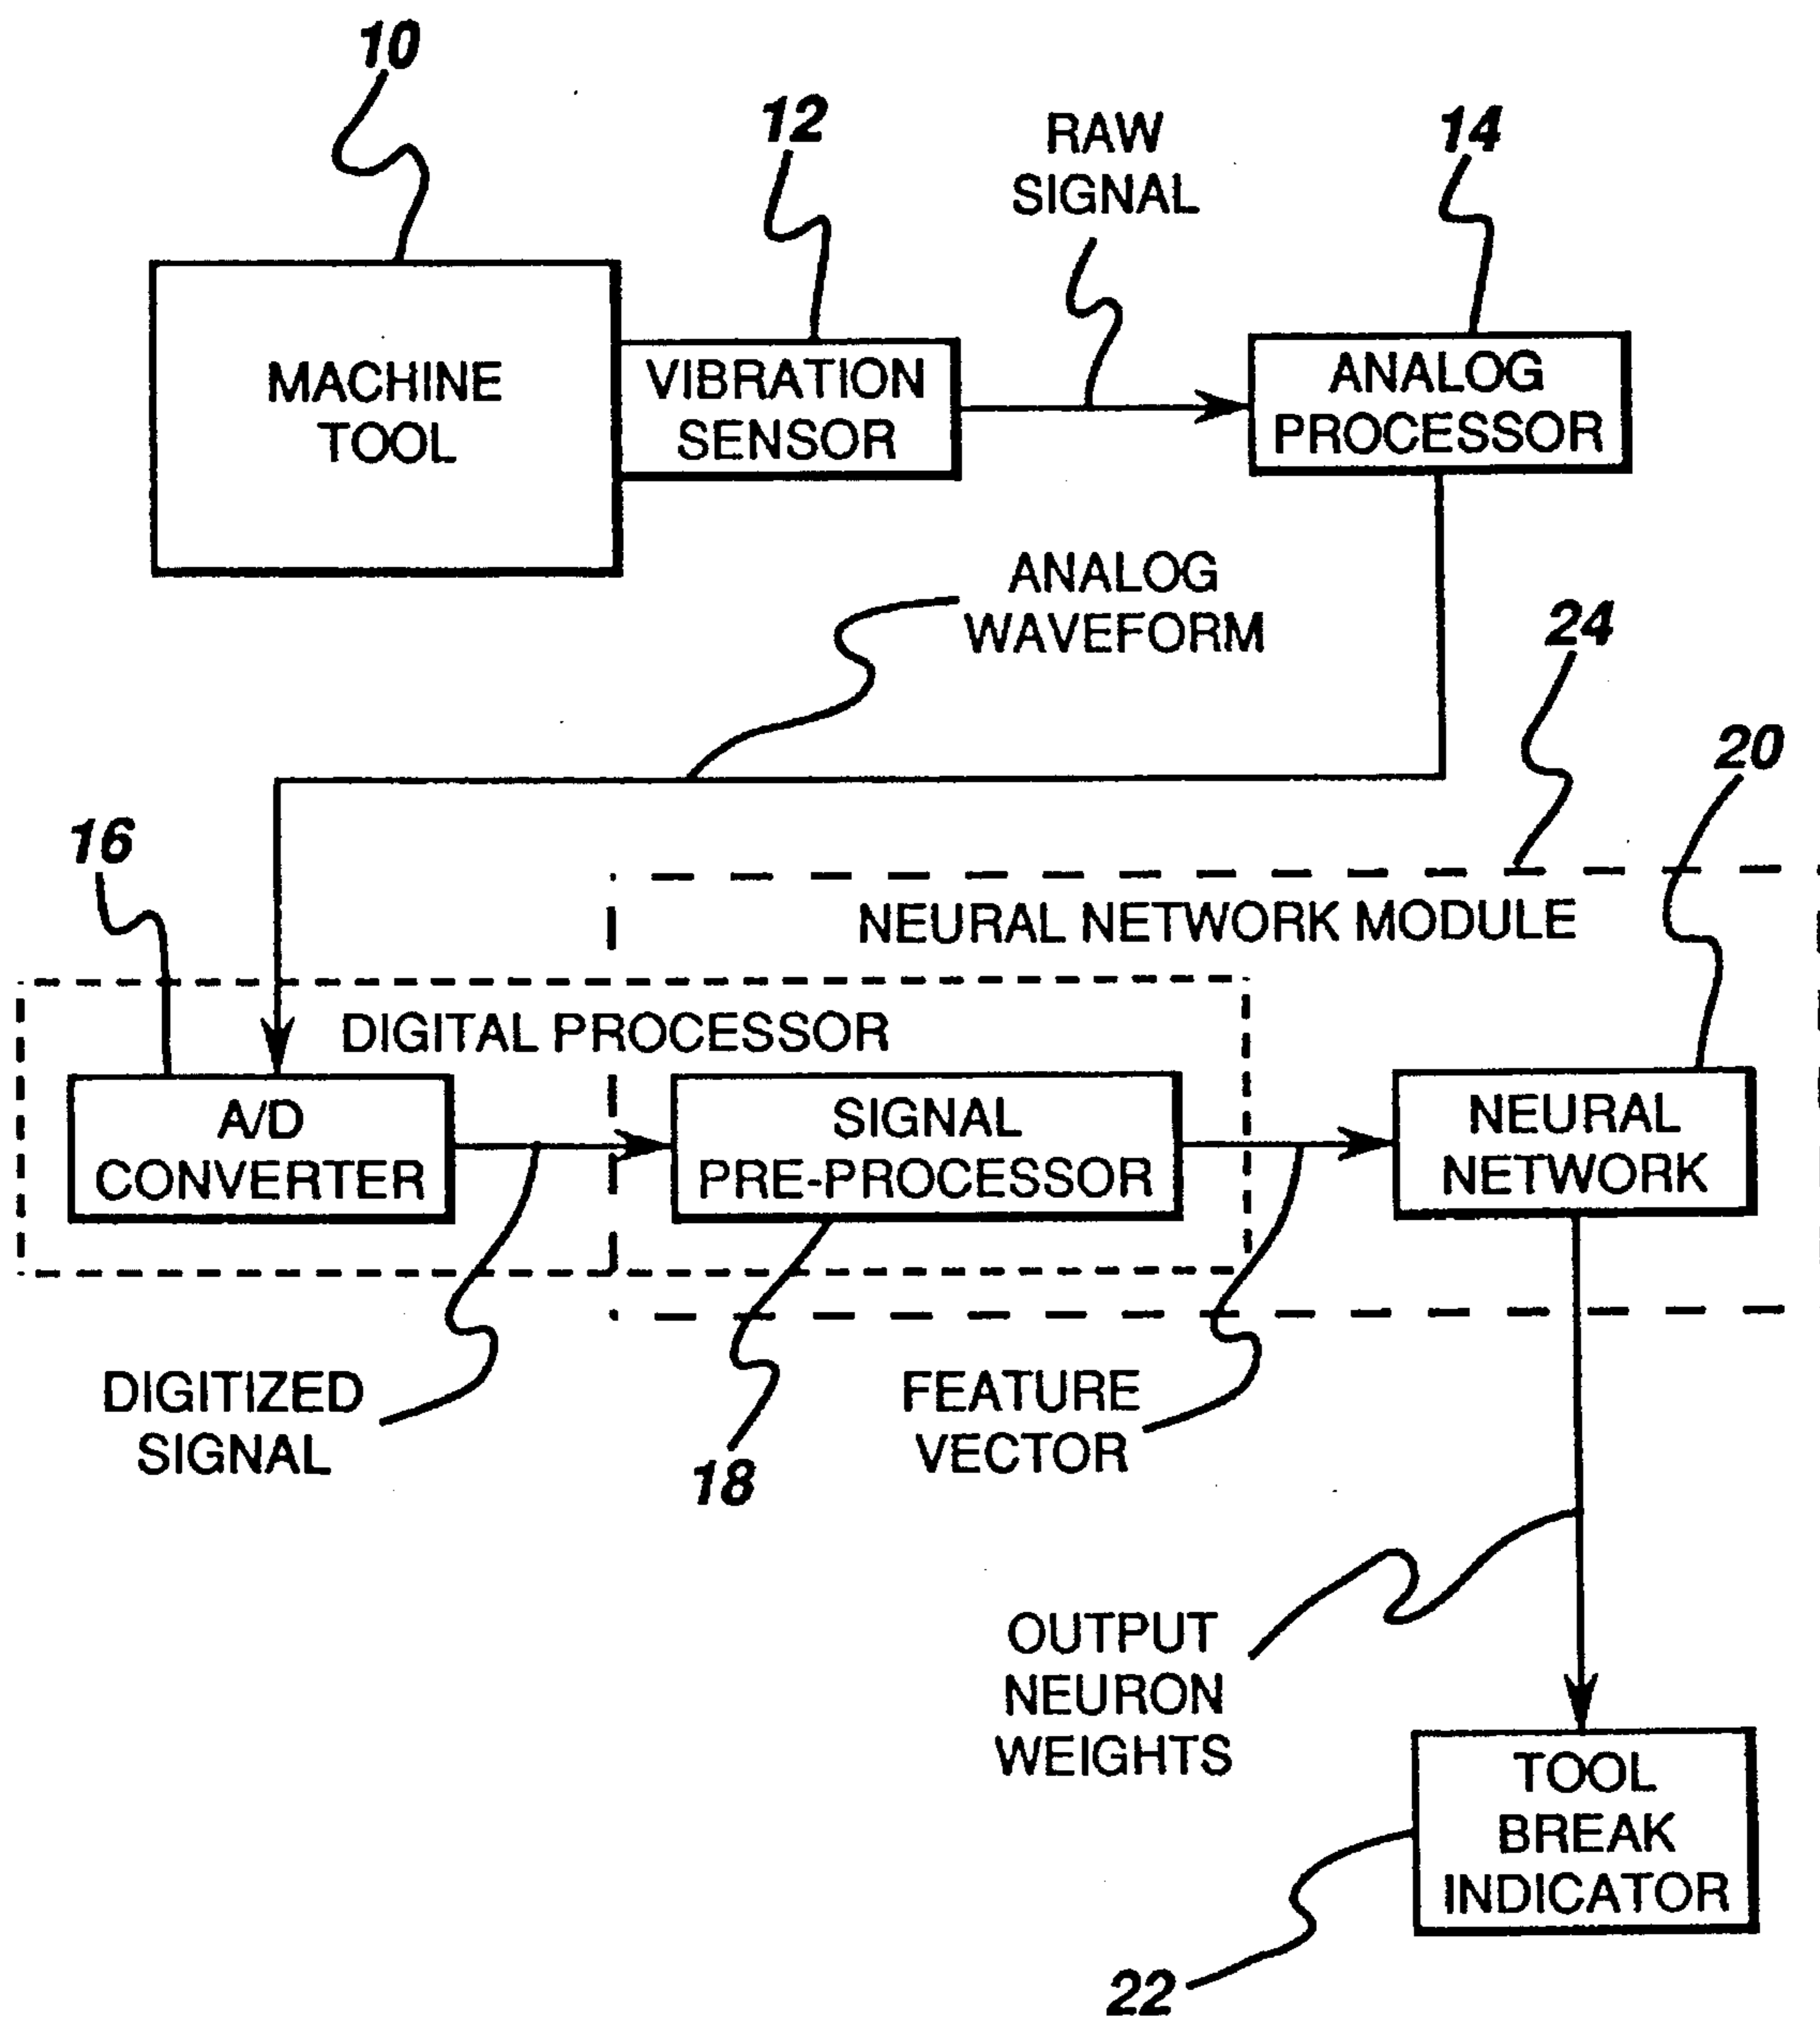 10
12
RAW
SIGNAL
14
MACHINE
TOOL
VIBRATION
SENSOR
ANALOG
PROCESSOR
ANALOG
WAVEFORM
24
20
16
NEURAL NETWORK MODULE
DIGITAL PROCESSOR
A/D
CONVERTER
SIGNAL
PRE-PROCESSOR
NEURAL
NETWORK
DIGITIZED
SIGNAL
18
FEATURE
VECTOR
OUTPUT
NEURON
WEIGHTS
TOOL
BREAK
INDICATOR
22